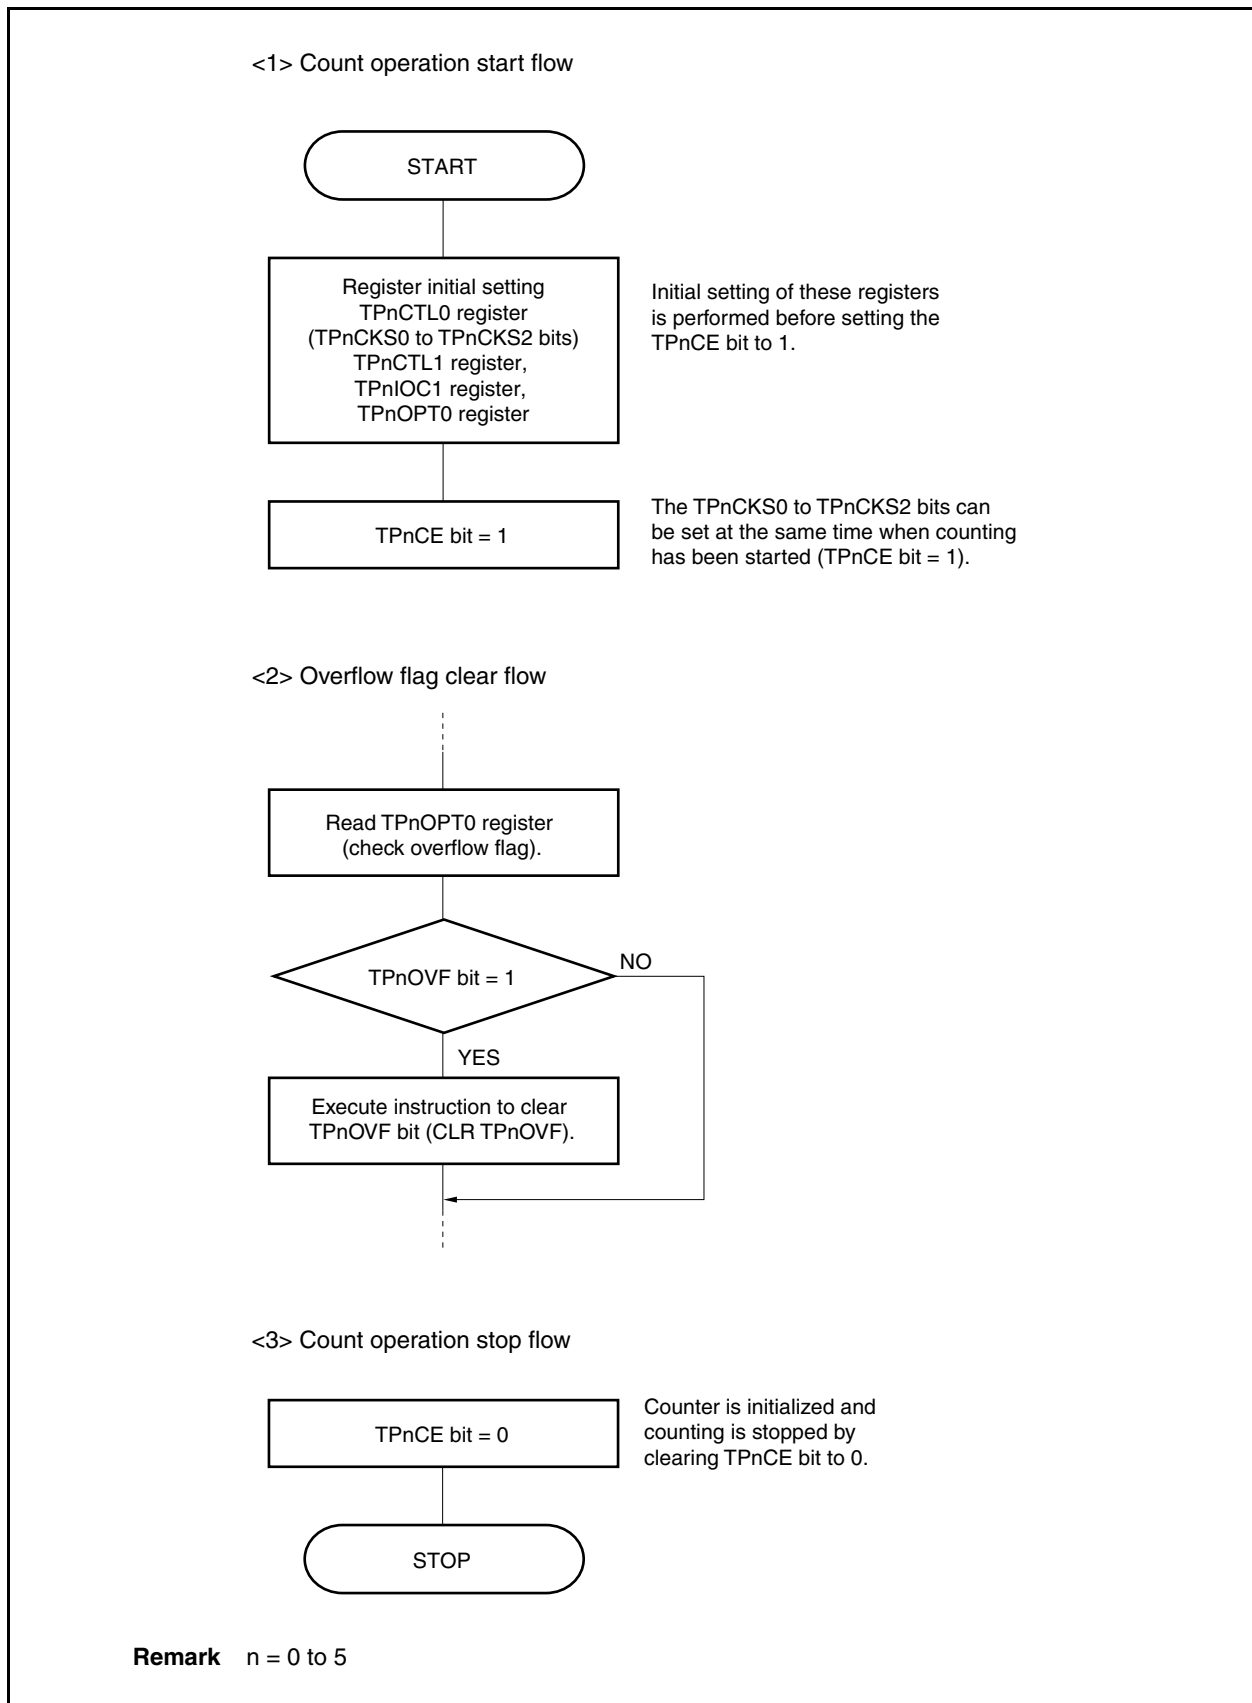 <1> Count operation start flow
START
Register initial setting
TPnCTL0 register
(TPnCKS0 to TPnCKS2 bits)
TPnCTL1 register,
TPnIOC1 register,
TPnOPT0 register
Initial setting of these registers
is performed before setting the
TPnCE bit to 1.
TPnCE bit = 1
The TPnCKS0 to TPnCKS2 bits can
be set at the same time when counting
has been started (TPnCE bit = 1).
<2> Overflow flag clear flow
Read TPnOPT0 register
(check overflow flag).
TPnOVF bit = 1
NO
YES
Execute instruction to clear
TPnOVF bit (CLR TPnOVF).
<3> Count operation stop flow
TPnCE bit = 0
Counter is initialized and
counting is stopped by
clearing TPnCE bit to 0.
STOP
Remark n = 0 to 5